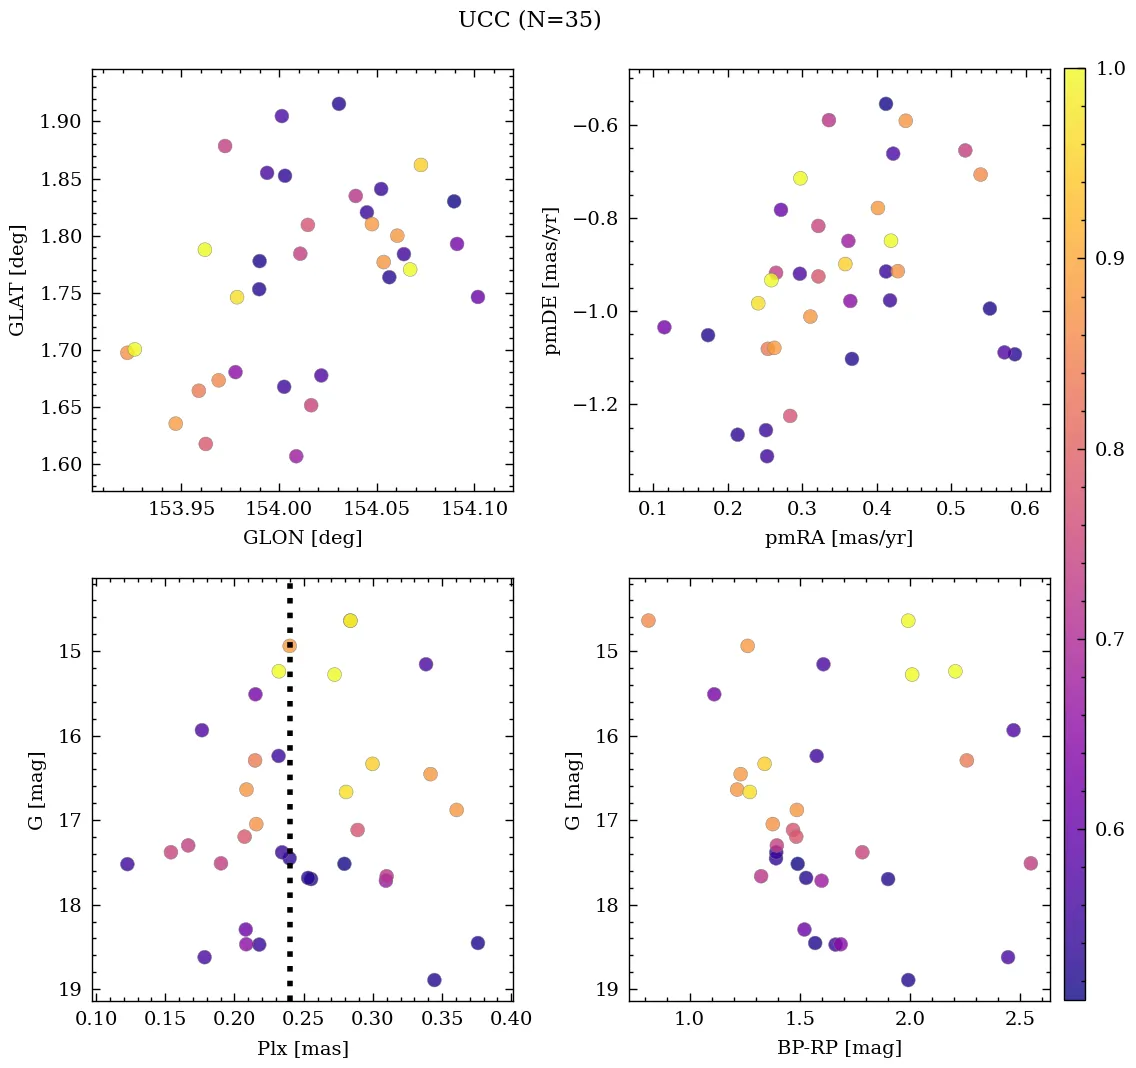 UCC (N=35)
1.90
1.85
1.80
1.75
1.70
1.65
1.60
GLAT [deg]
153.95 154.00 154.05 154.10
GLON [deg]
−0.6
−0.8
−1.0
−1.2
pmDE [mas/yr]
0.1 0.2 0.3 0.4 0.5 0.6
pmRA [mas/yr]
15
16
17
18
19
G [mag]
0.10 0.15 0.20 0.25 0.30 0.35 0.40
Plx [mas]
15
16
17
18
19
G [mag]
1.0 1.5 2.0 2.5
BP-RP [mag]
1.0
0.9
0.8
0.7
0.6